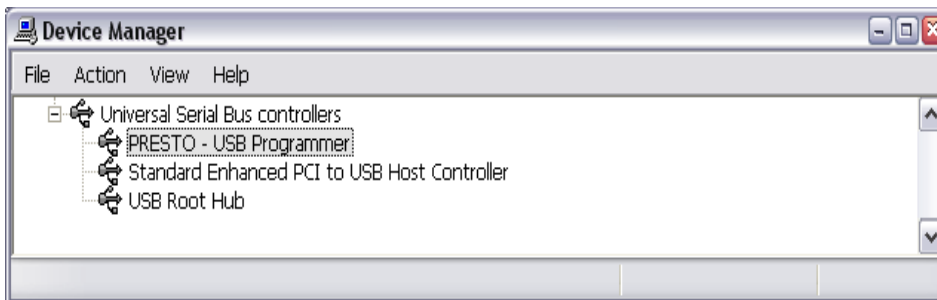 Device Manager
File Action View Help
Universal Serial Bus controllers
PRESTO - USB Programmer
Standard Enhanced PCI to USB Host Controller
USB Root Hub